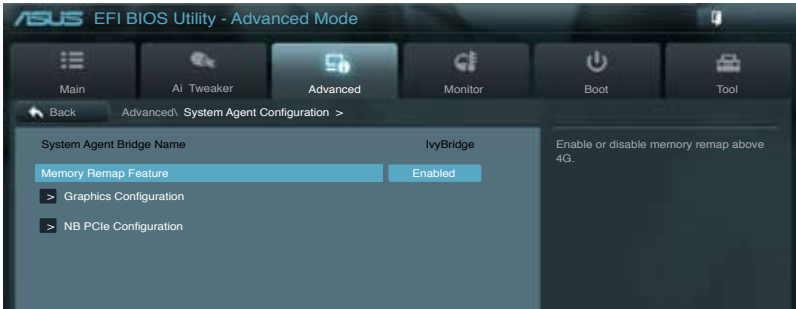 ASUS EFI BIOS Utility - Advanced Mode
Main Ai Tweaker Advanced Monitor Boot Tool
Back Advanced\ System Agent Configuration >
System Agent Bridge Name IvyBridge
Memory Remap Feature Enabled
> Graphics Configuration
> NB PCIe Configuration
Enable or disable memory remap above
4G.